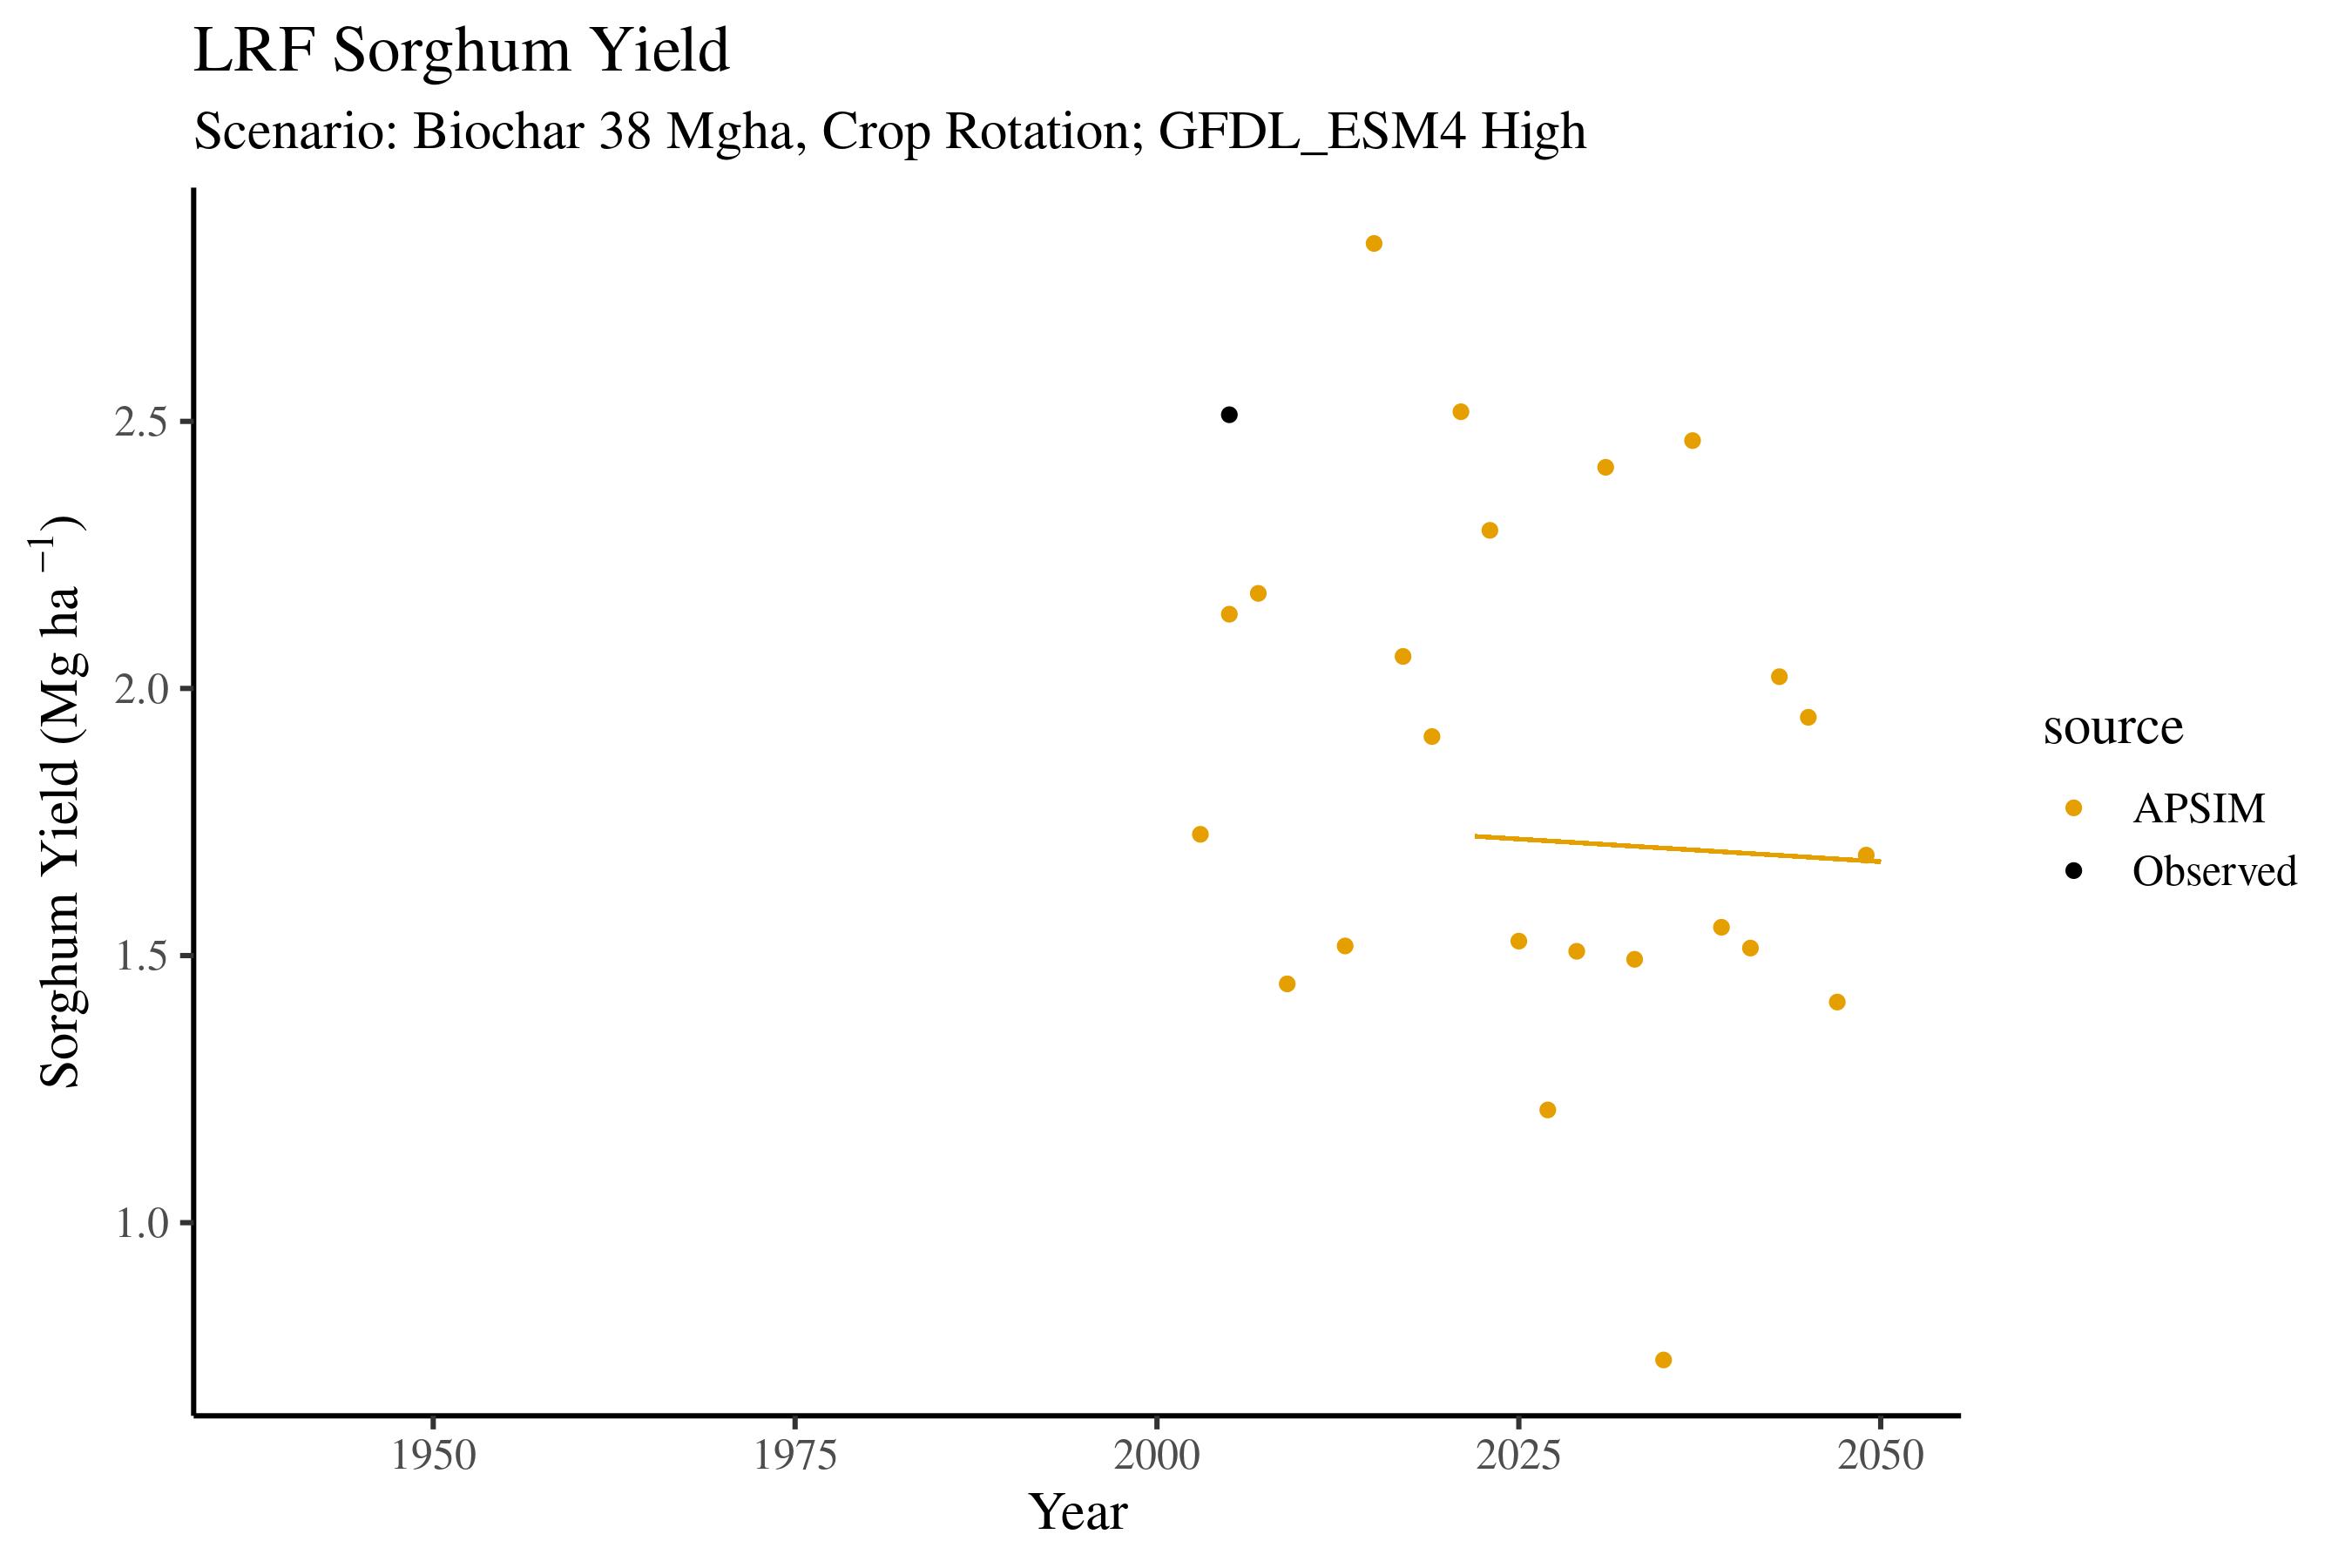 LRF Sorghum Yield
Scenario: Biochar 38 Mgha, Crop Rotation; GFDL_ESM4 High
Sorghum Yield (Mg ha −1)
2.5
2.0
1.5
1.0
1950 1975 2000 2025 2050
Year
source
APSIM
Observed